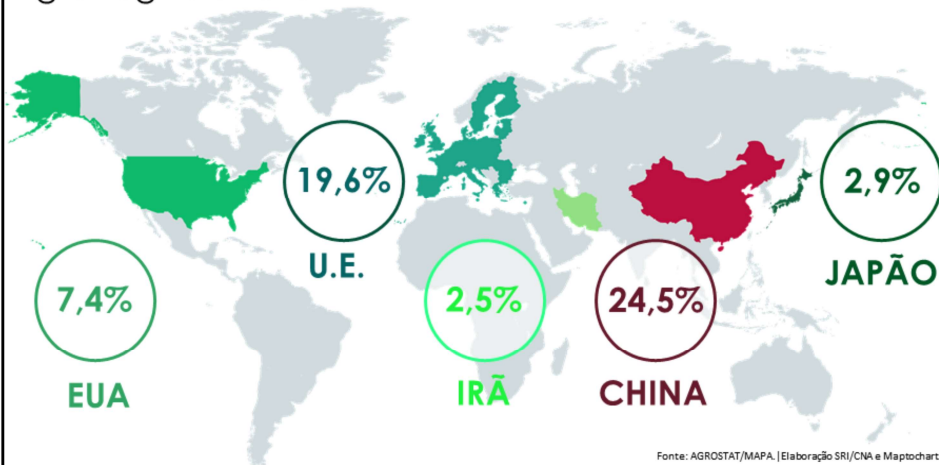 19,6%
U.E.
2,9%
JAPÃO
7,4%
EUA
2,5%
IRÃ
24,5%
CHINA
Fonte: AGROSTAT/MAPA. |Elaboração SRI/CNA e Maptochart